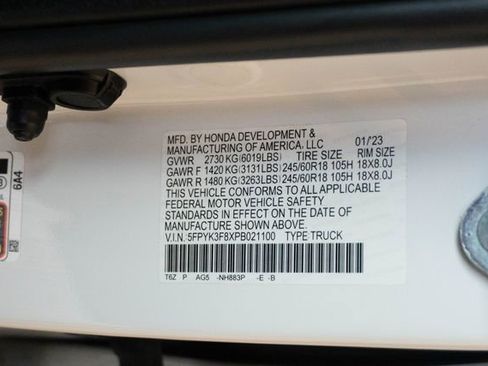 MFD. BY HONDA DEVELOPMENT &
MANUFACTURING OF AMERICA, LLC 01/'23
GVWR 2730 KG(6019LBS) TIRE SIZE RIM SIZE
GAWR F 1420 KG(3131LBS) 245/60R18 105H 18X8.0J
GAWR R 1480 KG(3263LBS) 245/60R18 105H 18X8.0J
THIS VEHICLE CONFORMS TO ALL APPLICABLE
FEDERAL MOTOR VEHICLE SAFETY
STANDARDS IN EFFECT ON THE DATE OF
MANUFACTURE SHOWN ABOVE.
V.I.N. 5FPYK3F8XPB021100 TYPE TRUCK
T6Z P AG5 -NH883P -E -B
6A4